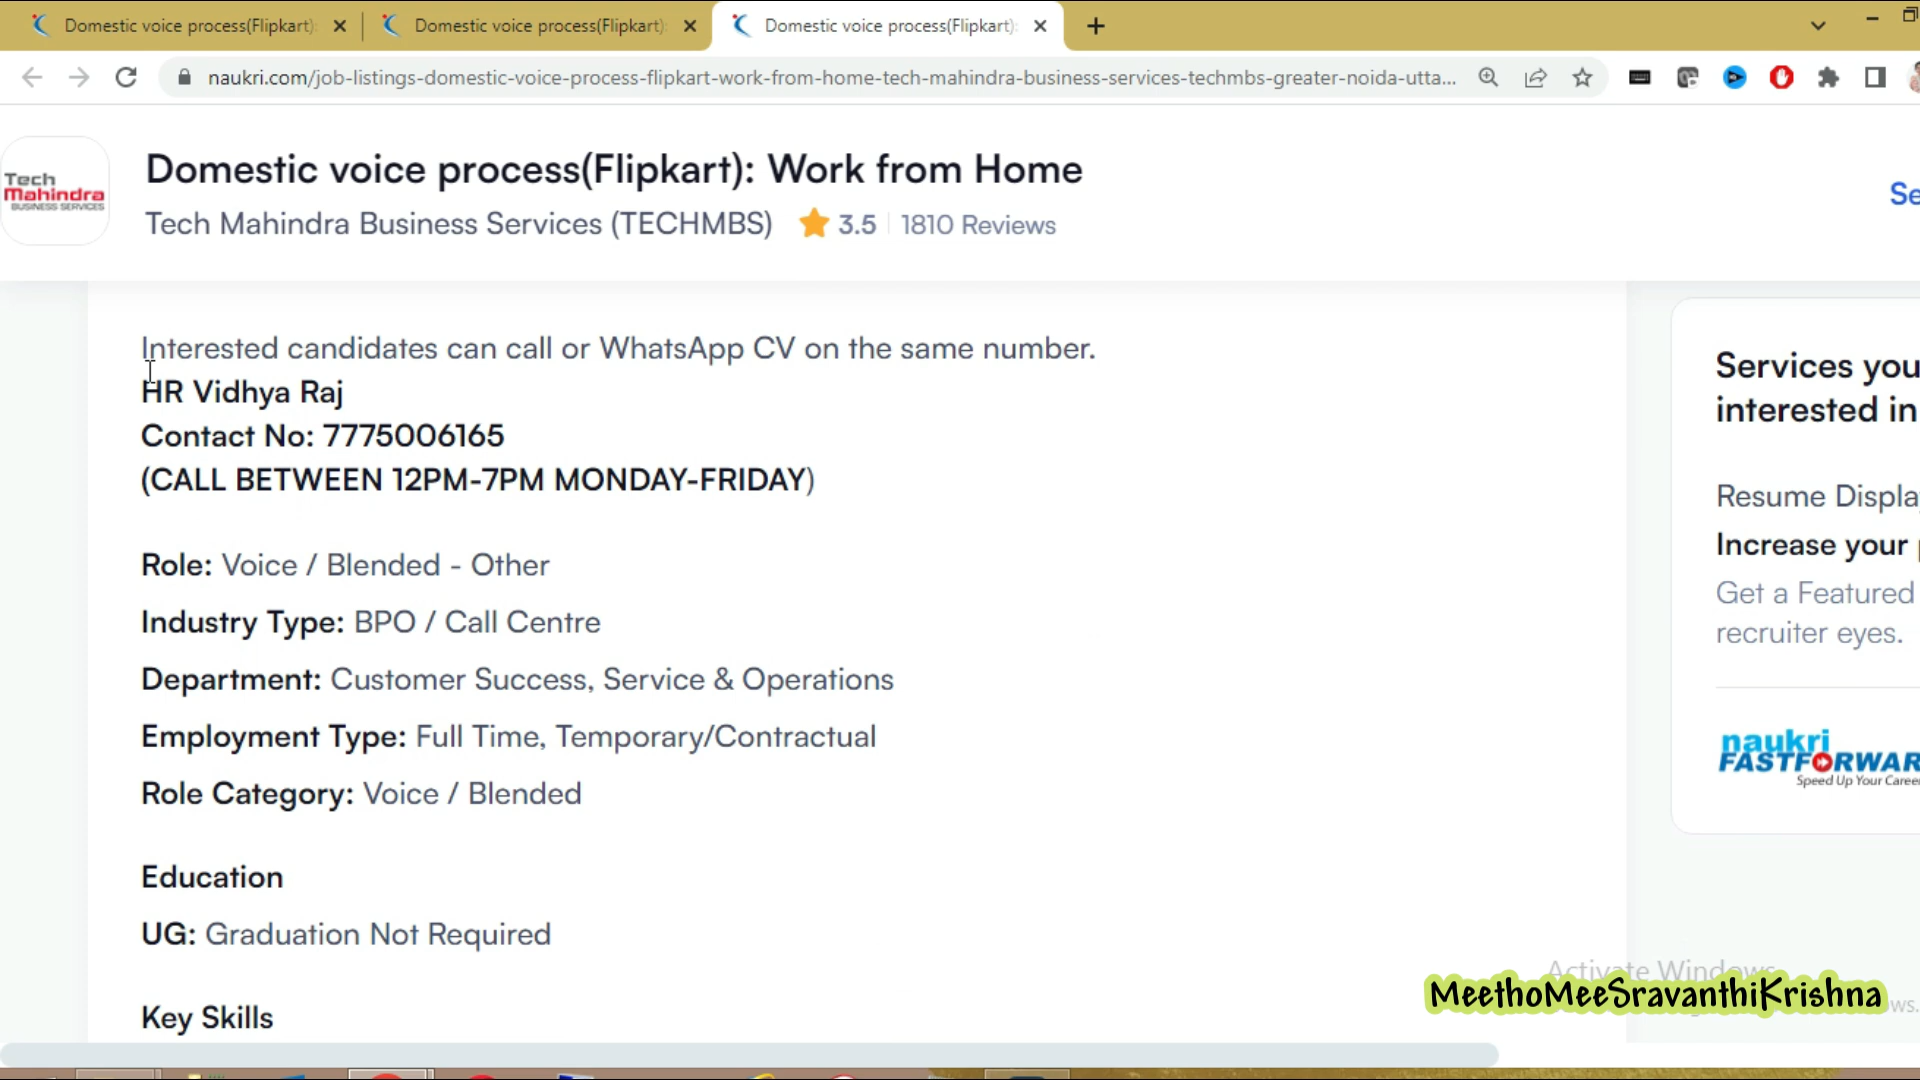 Domestic voice process(Flipkart):
Domestic voice process(Flipkart):
Domestic voice process(Flipkart):
naukri.com/job-listings-domestic-voice-process-flipkart-work-from-home-tech-mahindra-business-services-techmbs-greater-noida-utta...
Tech
Mahindra
BUSINESS SERVICES
Domestic voice process(Flipkart): Work from Home
Tech Mahindra Business Services (TECHMBS) 3.5 1810 Reviews
Se
Interested candidates can call or WhatsApp CV on the same number.
HR Vidhya Raj
Contact No: 7775006165
(CALL BETWEEN 12PM-7PM MONDAY-FRIDAY)
Role: Voice / Blended - Other
Industry Type: BPO / Call Centre
Department: Customer Success, Service & Operations
Employment Type: Full Time, Temporary/Contractual
Role Category: Voice / Blended
Education
UG: Graduation Not Required
Key Skills
Services you
interested in
Resume Display
Increase your
Get a Featured
recruiter eyes.
naukri
FASTFORWAR
Speed Up Your Career
Activate Windows
MeethoMeeSravanthiKrishna